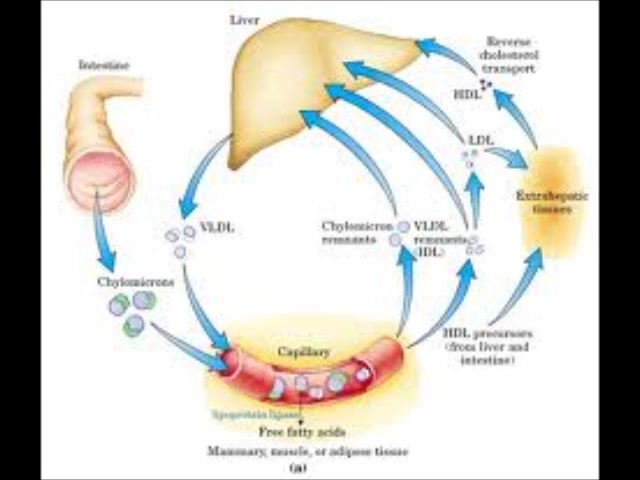 Liver
Intestine
Reverse
cholesterol
transport
HDL
LDL
Extrahepatic
tissues
VLDL
Chylomicron
remnants
VLDL
remnants
(IDL)
Chylomicrons
HDL precursors
(from liver and
intestine)
Capillary
lipoprotein lipase
Free fatty acids
Mammary, muscle, or adipose tissue
(a)